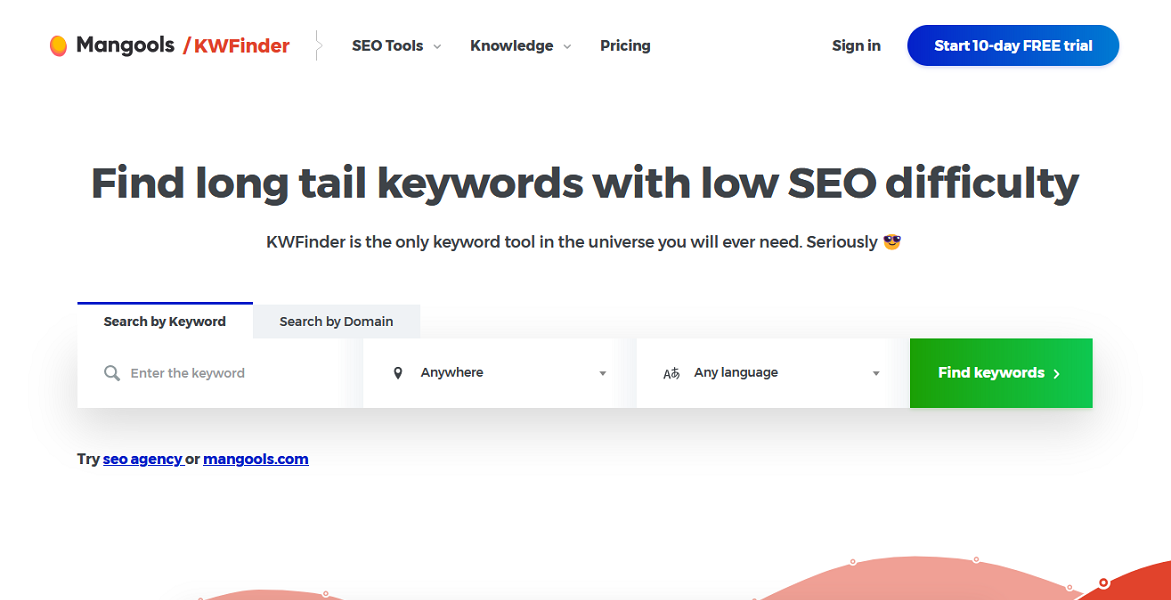 Mangools / KWFinder SEO Tools Knowledge Pricing Sign in Start 10-day FREE trial
Find long tail keywords with low SEO difficulty
KWFinder is the only keyword tool in the universe you will ever need. Seriously 😎
Search by Keyword Search by Domain
Enter the keyword Anywhere Aあ Any language Find keywords >
Try seo agency or mangools.com